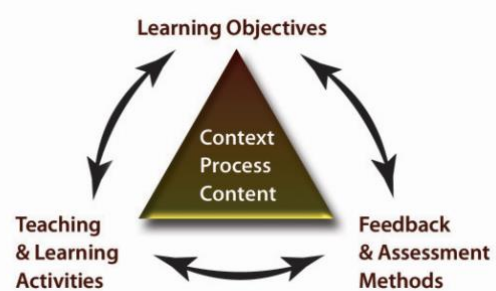 Learning Objectives
Context
Process
Content
Teaching
& Learning
Activities
Feedback
& Assessment
Methods